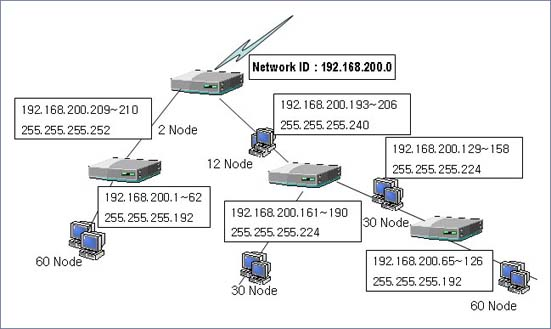 Network ID : 192.168.200.0
192.168.200.209~210
255.255.255.252
2 Node
192.168.200.193~206
255.255.255.240
12 Node
192.168.200.129~158
255.255.255.224
30 Node
192.168.200.1~62
255.255.255.192
60 Node
192.168.200.161~190
255.255.255.224
30 Node
192.168.200.65~126
255.255.255.192
60 Node